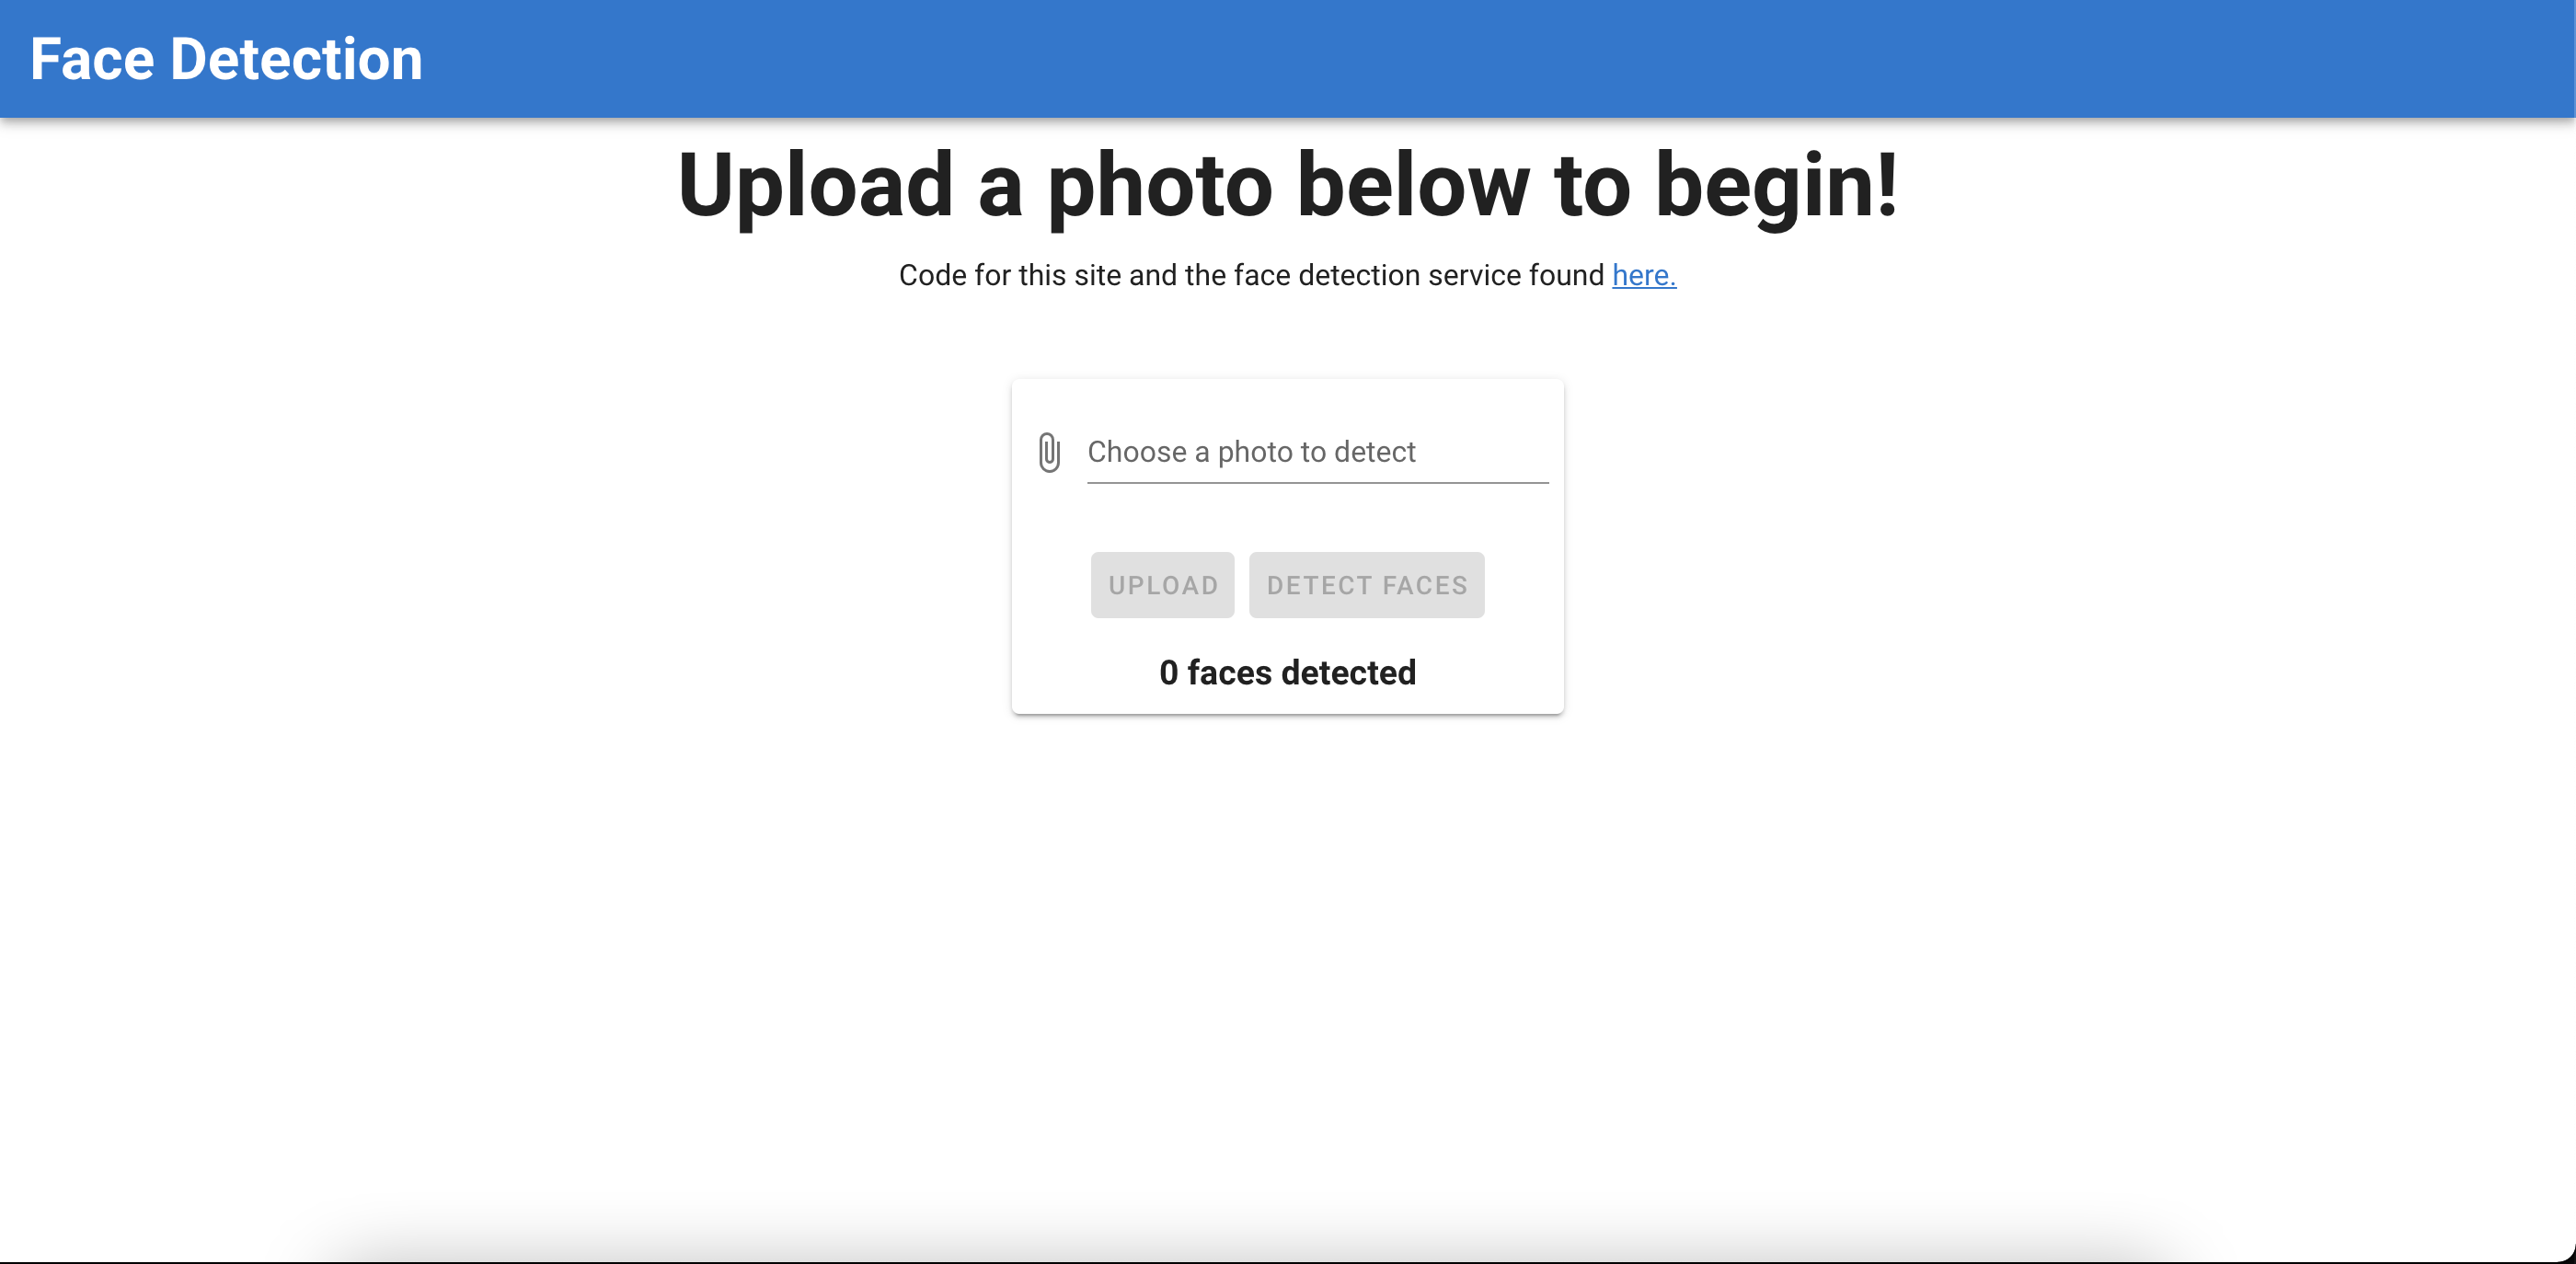 Face Detection
Upload a photo below to begin!
Code for this site and the face detection service found here.
Choose a photo to detect
UPLOAD DETECT FACES
0 faces detected